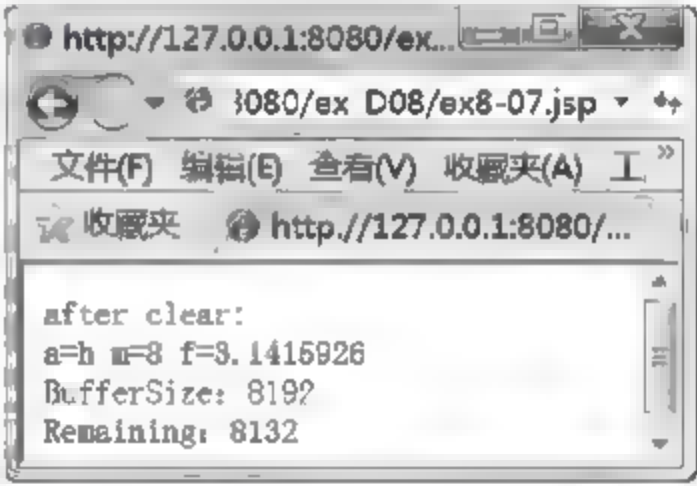 http://127.0.0.1:8080/ex...
8080/ex D08/ex8-07.jsp
文件(F) 编辑(E) 查看(V) 收藏夹(A) 工 »
收藏夹 http://127.0.0.1:8080/...
after clear:
a=h m=8 f=3.1415926
BufferSize: 8192
Remaining: 8132